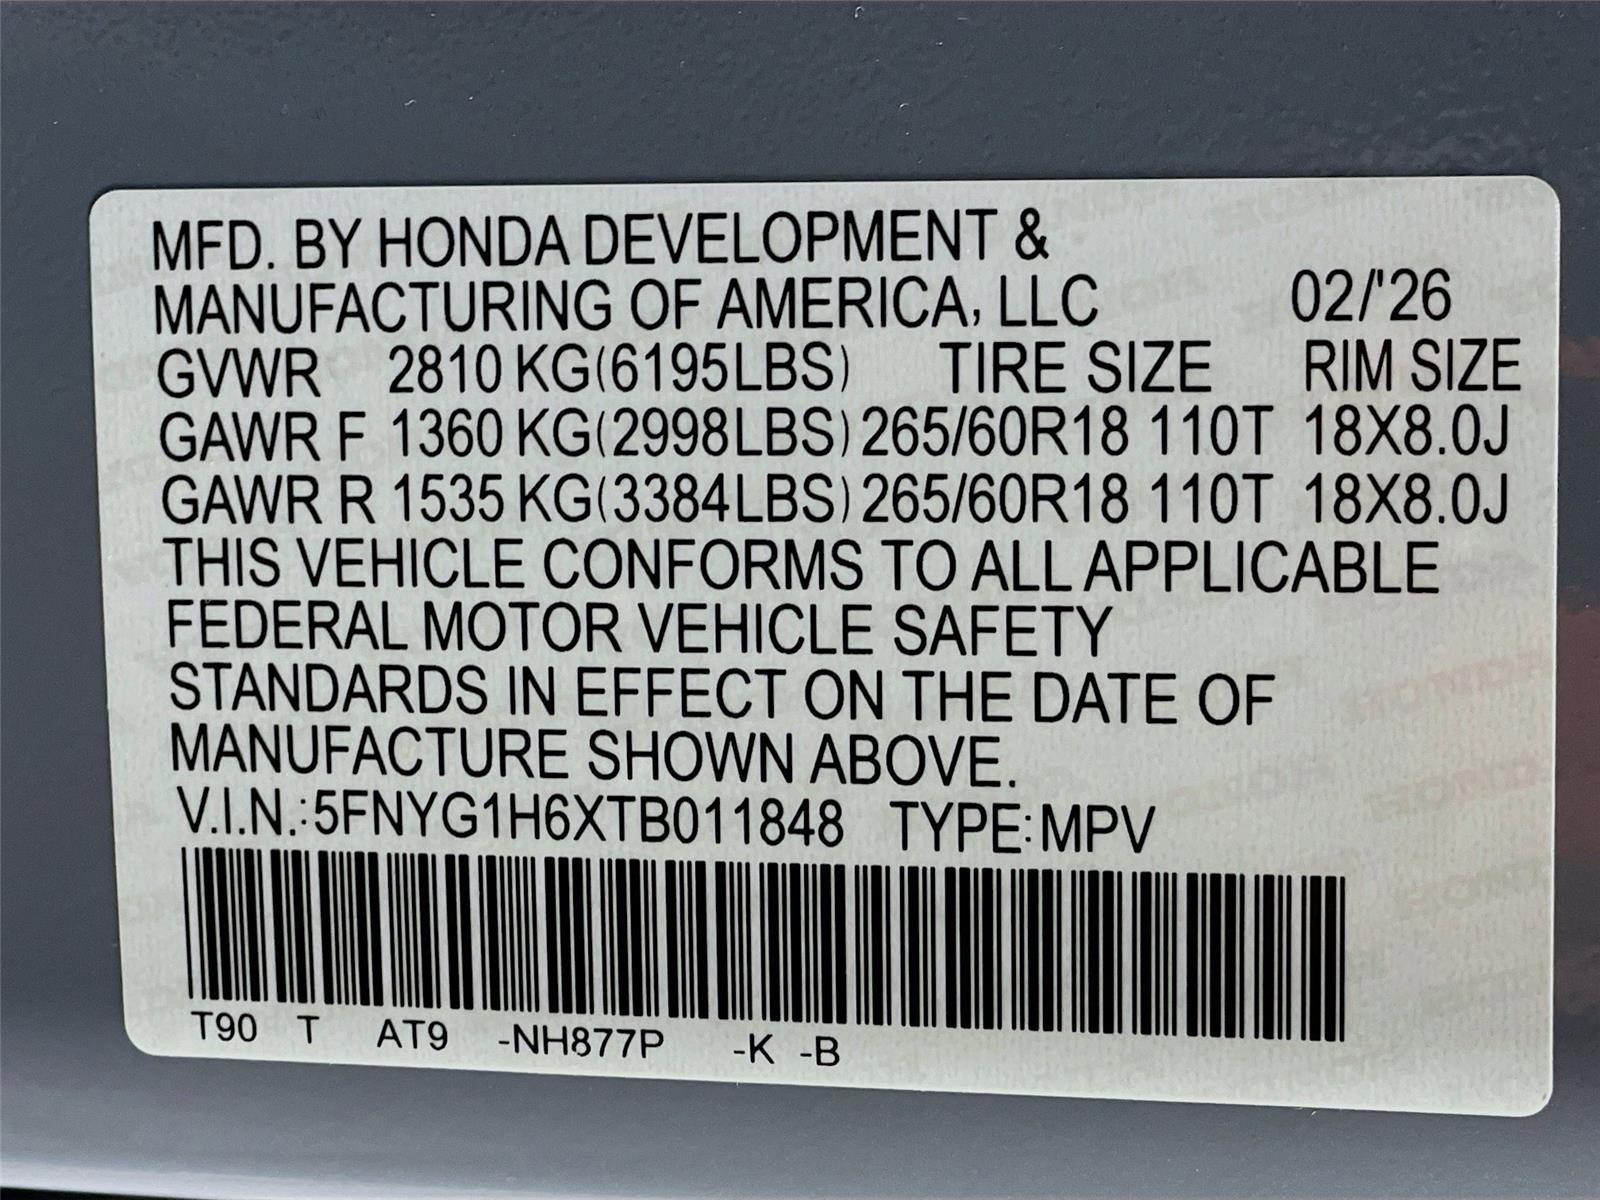 MFD. BY HONDA DEVELOPMENT &
MANUFACTURING OF AMERICA, LLC 02/'26
GVWR 2810 KG(6195LBS) TIRE SIZE RIM SIZE
GAWR F 1360 KG(2998LBS) 265/60R18 110T 18X8.0J
GAWR R 1535 KG(3384LBS) 265/60R18 110T 18X8.0J
THIS VEHICLE CONFORMS TO ALL APPLICABLE
FEDERAL MOTOR VEHICLE SAFETY
STANDARDS IN EFFECT ON THE DATE OF
MANUFACTURE SHOWN ABOVE.
V.I.N.:5FNYG1H6XTB011848 TYPE:MPV
T90 T AT9 -NH877P -K -B